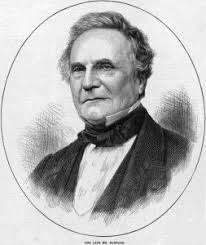 THE LATE MR. BABBAGE.